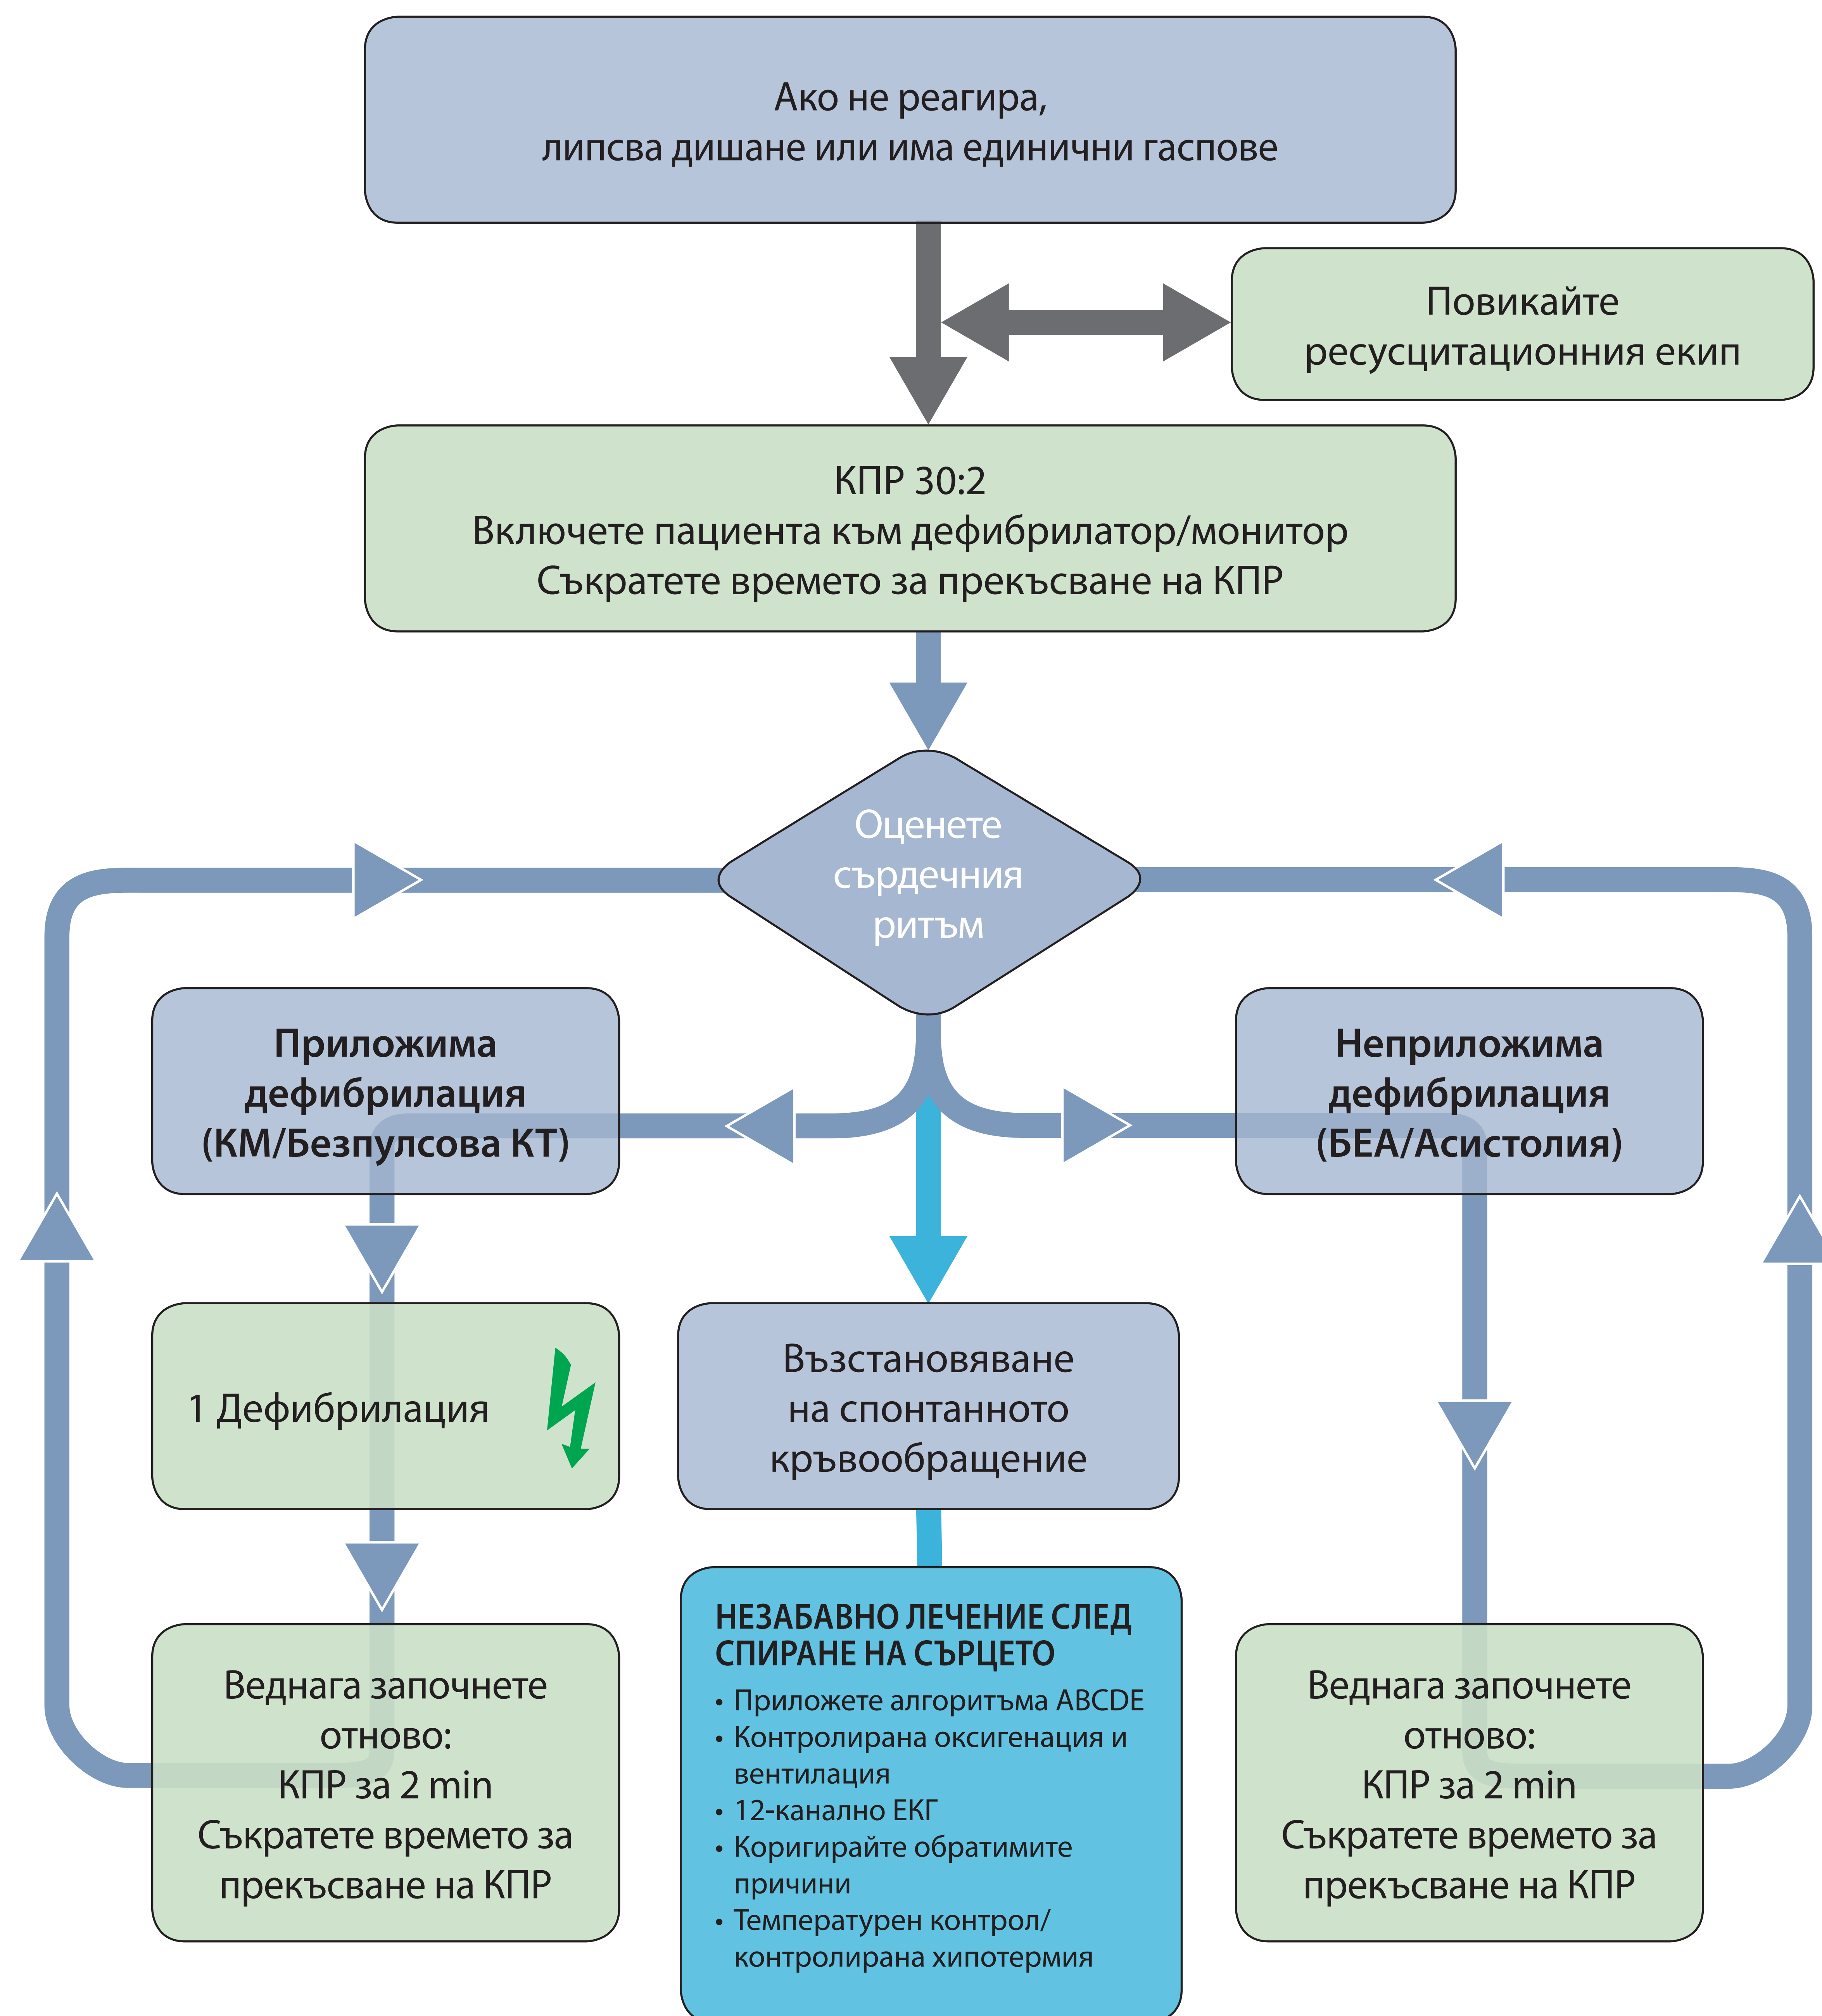 Ако не реагира,
липсва дишане или има единични гаспове
Повикайте
ресусцитационния екип
КПР 30:2
Включете пациента към дефибрилатор/монитор
Съкратете времето за прекъсване на КПР
Оценете
сърдечния
ритъм
Приложима
дефибрилация
(КМ/Безпулсова КТ)
Неприложима
дефибрилация
(БЕА/Асистолия)
1 Дефибрилация
Възстановяване
на спонтанното
кръвообращение
Веднага започнете
отново:
КПР за 2 min
Съкратете времето за
прекъсване на КПР
НЕЗАБАВНО ЛЕЧЕНИЕ СЛЕД
СПИРАНЕ НА СЪРЦЕТО
• Приложете алгоритъма ABCDE
• Контролирана оксигенация и
вентилация
• 12-канално ЕКГ
• Коригирайте обратимите
причини
• Температурен контрол/
контролирана хипотермия
Веднага започнете
отново:
КПР за 2 min
Съкратете времето за
прекъсване на КПР